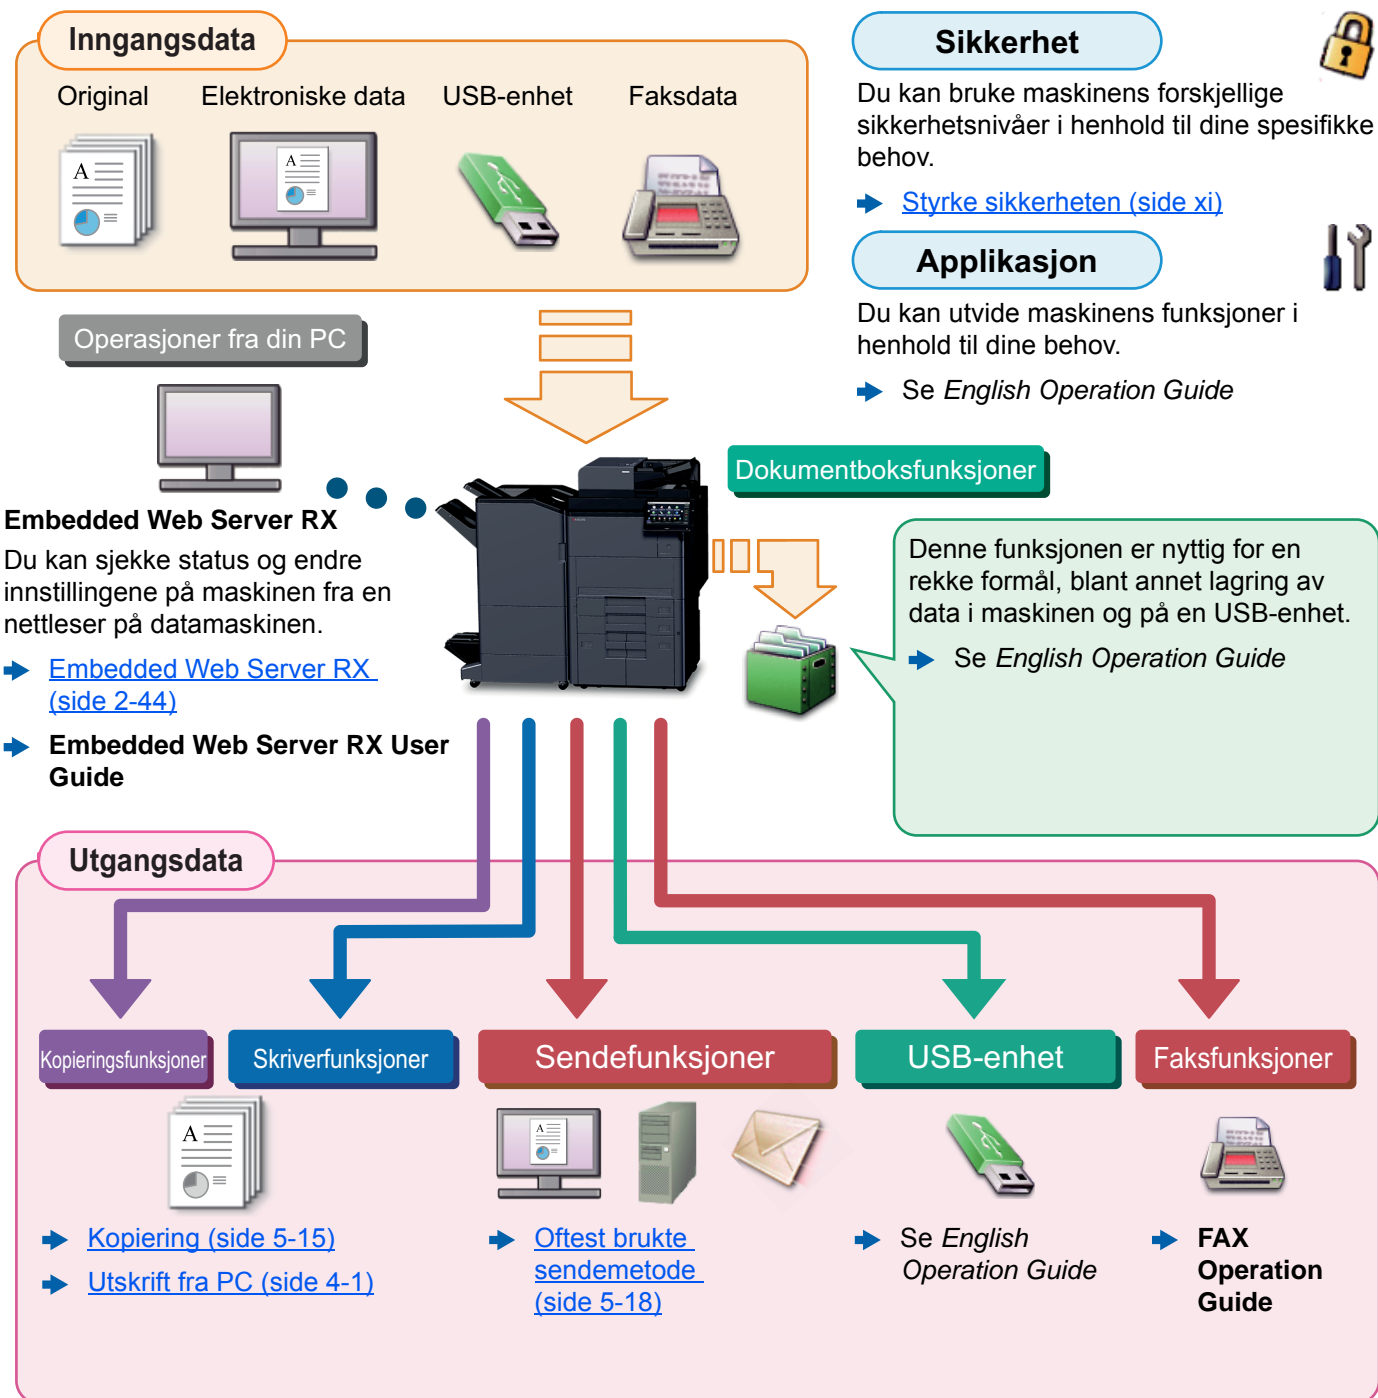 Inngangsdata
Original
Elektroniske data
USB-enhet
Faksdata
Sikkerhet
Du kan bruke maskinens forskjellige
sikkerhetsnivåer i henhold til dine spesifikke
behov.
Styrke sikkerheten (side xi)
Applikasjon
Du kan utvide maskinens funksjoner i
henhold til dine behov.
Se English Operation Guide
Operasjoner fra din PC
Embedded Web Server RX
Du kan sjekke status og endre
innstillingene på maskinen fra en
nettleser på datamaskinen.
Embedded Web Server RX
(side 2-44)
Embedded Web Server RX User
Guide
Dokumentboksfunksjoner
Denne funksjonen er nyttig for en
rekke formål, blant annet lagring av
data i maskinen og på en USB-enhet.
Se English Operation Guide
Utgangsdata
Kopieringsfunksjoner
Skriverfunksjoner
Sendefunksjoner
USB-enhet
Faksfunksjoner
Kopiering (side 5-15)
Utskrift fra PC (side 4-1)
Oftest brukte
sendemetode
(side 5-18)
Se English
Operation Guide
FAX
Operation
Guide